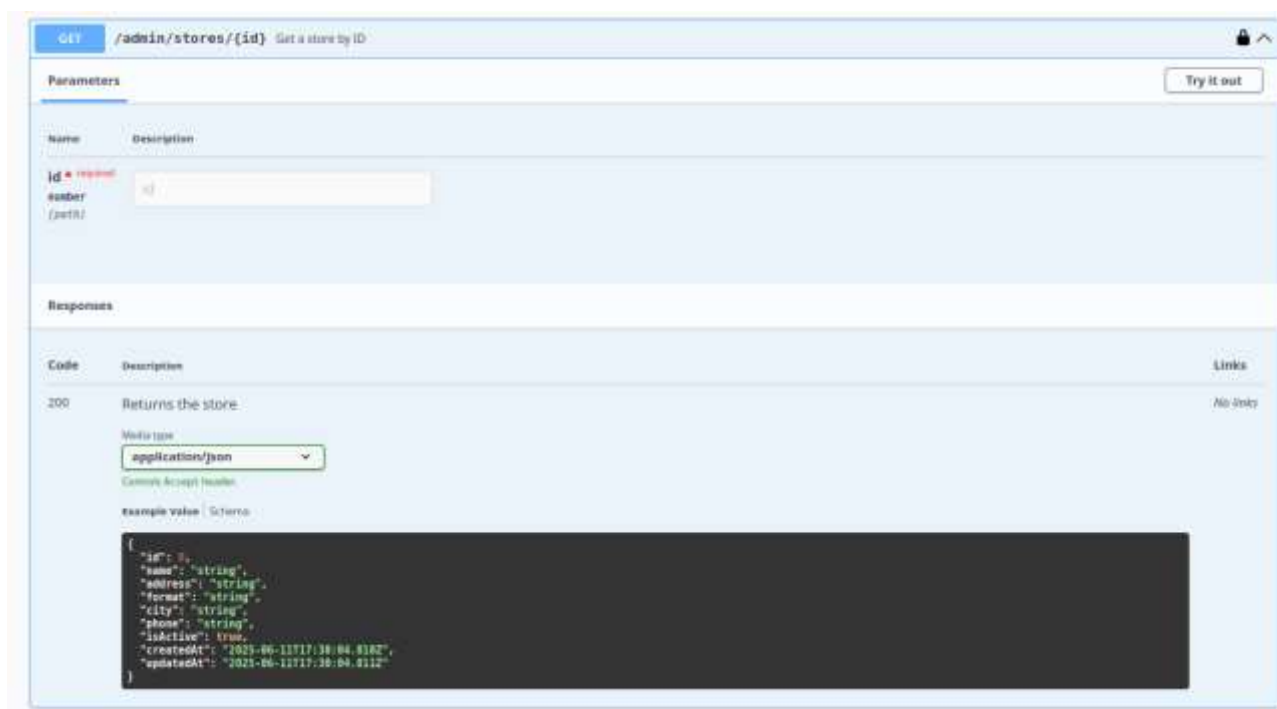 GET /admin/stores/{id} Get a store by ID
Parameters
Try it out
Name Description
id * required
number
(path)
id
Responses
Code Description Links
200 Returns the store No links
Media type
application/json
Controls Accept header.
Example Value Schema
{
"id": 0,
"name": "string",
"address": "string",
"format": "string",
"city": "string",
"phone": "string",
"isActive": true,
"createdAt": "2025-06-11T17:30:04.810Z",
"updatedAt": "2025-06-11T17:30:04.811Z"
}